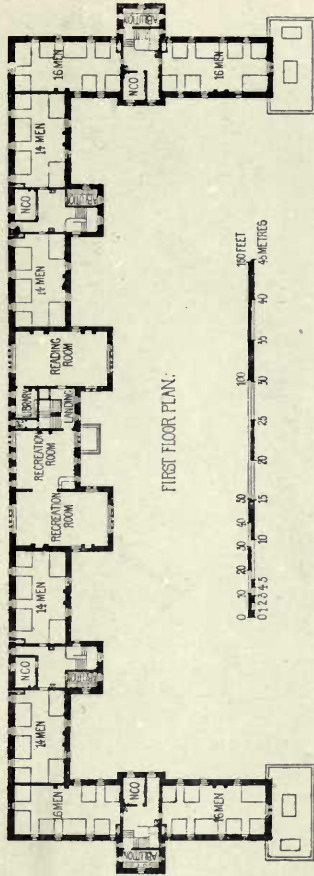 16 MEN
ABLUTION
NCO
16 MEN
14 MEN
NCO
ABLUTION
14 MEN
RECREATION
ROOM
RECREATION
ROOM
LIBRARY
LANDING
READING
ROOM
14 MEN
NCO
ABLUTION
14 MEN
16 MEN
ABLUTION
NCO
16 MEN
FIRST FLOOR PLAN:
0 10 20 30 40 50 100 150 FEET
0 1 2 3 4 5 10 15 20 25 30 35 40 45 METRES